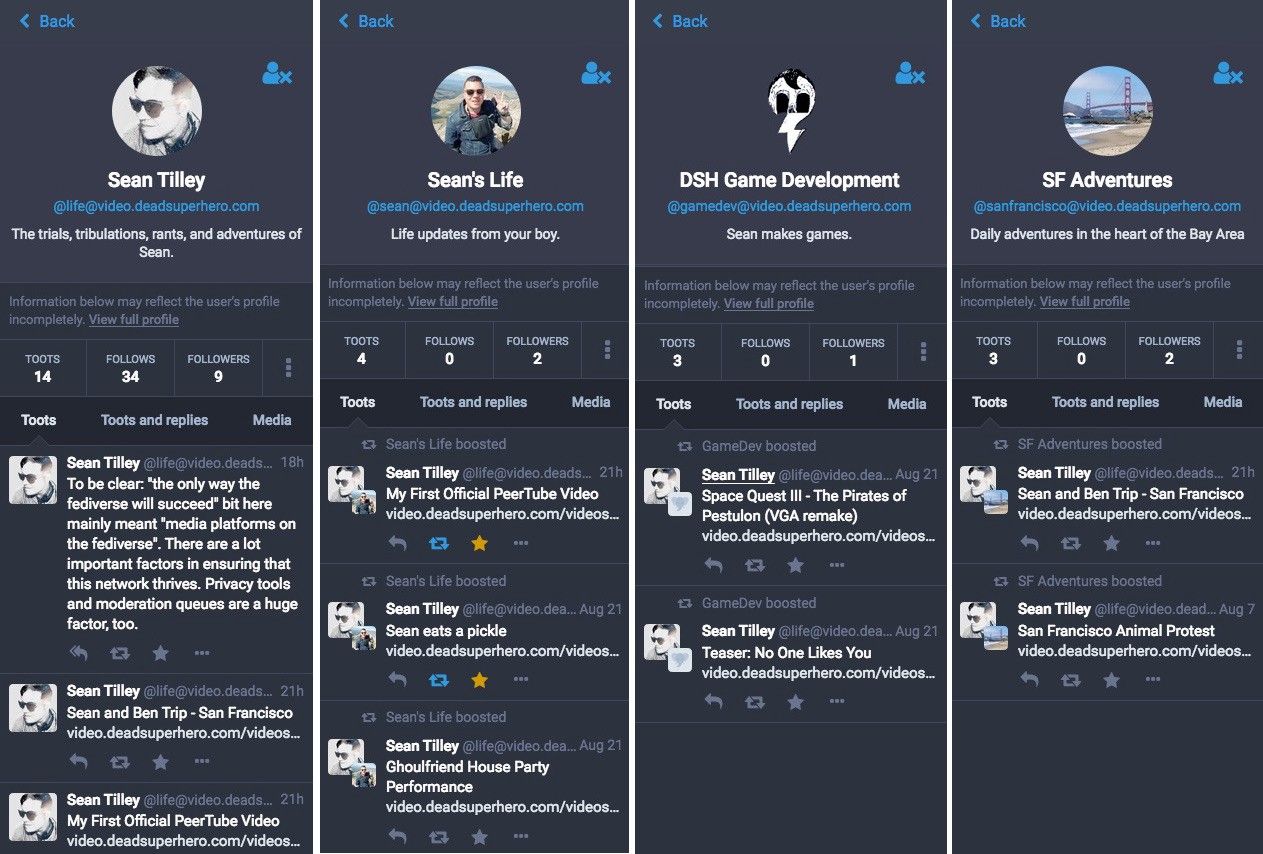 Back
Sean Tilley
@life@video.deadsuperhero.com
The trials, tribulations, rants, and adventures of
Sean.
Information below may reflect the user's profile
incompletely. View full profile
TOOTS FOLLOWS FOLLOWERS
14 34 9
Toots Toots and replies Media
Sean Tilley @life@video.deads... 18h
To be clear: "the only way the
fediverse will succeed" bit here
mainly meant "media platforms on
the fediverse". There are a lot
important factors in ensuring that
this network thrives. Privacy tools
and moderation queues are a huge
factor, too.
Sean Tilley @life@video.deads... 21h
Sean and Ben Trip - San Francisco
video.deadsuperhero.com/videos...
Sean Tilley @life@video.deads... 21h
My First Official PeerTube Video
video.deadsuperhero.com/videos...
Back
Sean's Life
@sean@video.deadsuperhero.com
Life updates from your boy.
Information below may reflect the user's profile
incompletely. View full profile
TOOTS FOLLOWS FOLLOWERS
4 0 2
Toots Toots and replies Media
Sean's Life boosted
Sean Tilley @life@video.deads... 21h
My First Official PeerTube Video
video.deadsuperhero.com/videos...
Sean's Life boosted
Sean Tilley @life@video.dea... Aug 21
Sean eats a pickle
video.deadsuperhero.com/videos...
Sean's Life boosted
Sean Tilley @life@video.dea... Aug 21
Ghoulfriend House Party
Performance
video.deadsuperhero.com/videos...
Back
DSH Game Development
@gamedev@video.deadsuperhero.com
Sean makes games.
Information below may reflect the user's profile
incompletely. View full profile
TOOTS FOLLOWS FOLLOWERS
3 0 1
Toots Toots and replies Media
GameDev boosted
Sean Tilley @life@video.dea... Aug 21
Space Quest III - The Pirates of
Pestulon (VGA remake)
video.deadsuperhero.com/videos...
GameDev boosted
Sean Tilley @life@video.dea... Aug 21
Teaser: No One Likes You
video.deadsuperhero.com/videos...
Back
SF Adventures
@sanfrancisco@video.deadsuperhero.com
Daily adventures in the heart of the Bay Area
Information below may reflect the user's profile
incompletely. View full profile
TOOTS FOLLOWS FOLLOWERS
3 0 2
Toots Toots and replies Media
SF Adventures boosted
Sean Tilley @life@video.deads... 21h
Sean and Ben Trip - San Francisco
video.deadsuperhero.com/videos...
SF Adventures boosted
Sean Tilley @life@video.dead... Aug 7
San Francisco Animal Protest
video.deadsuperhero.com/videos...